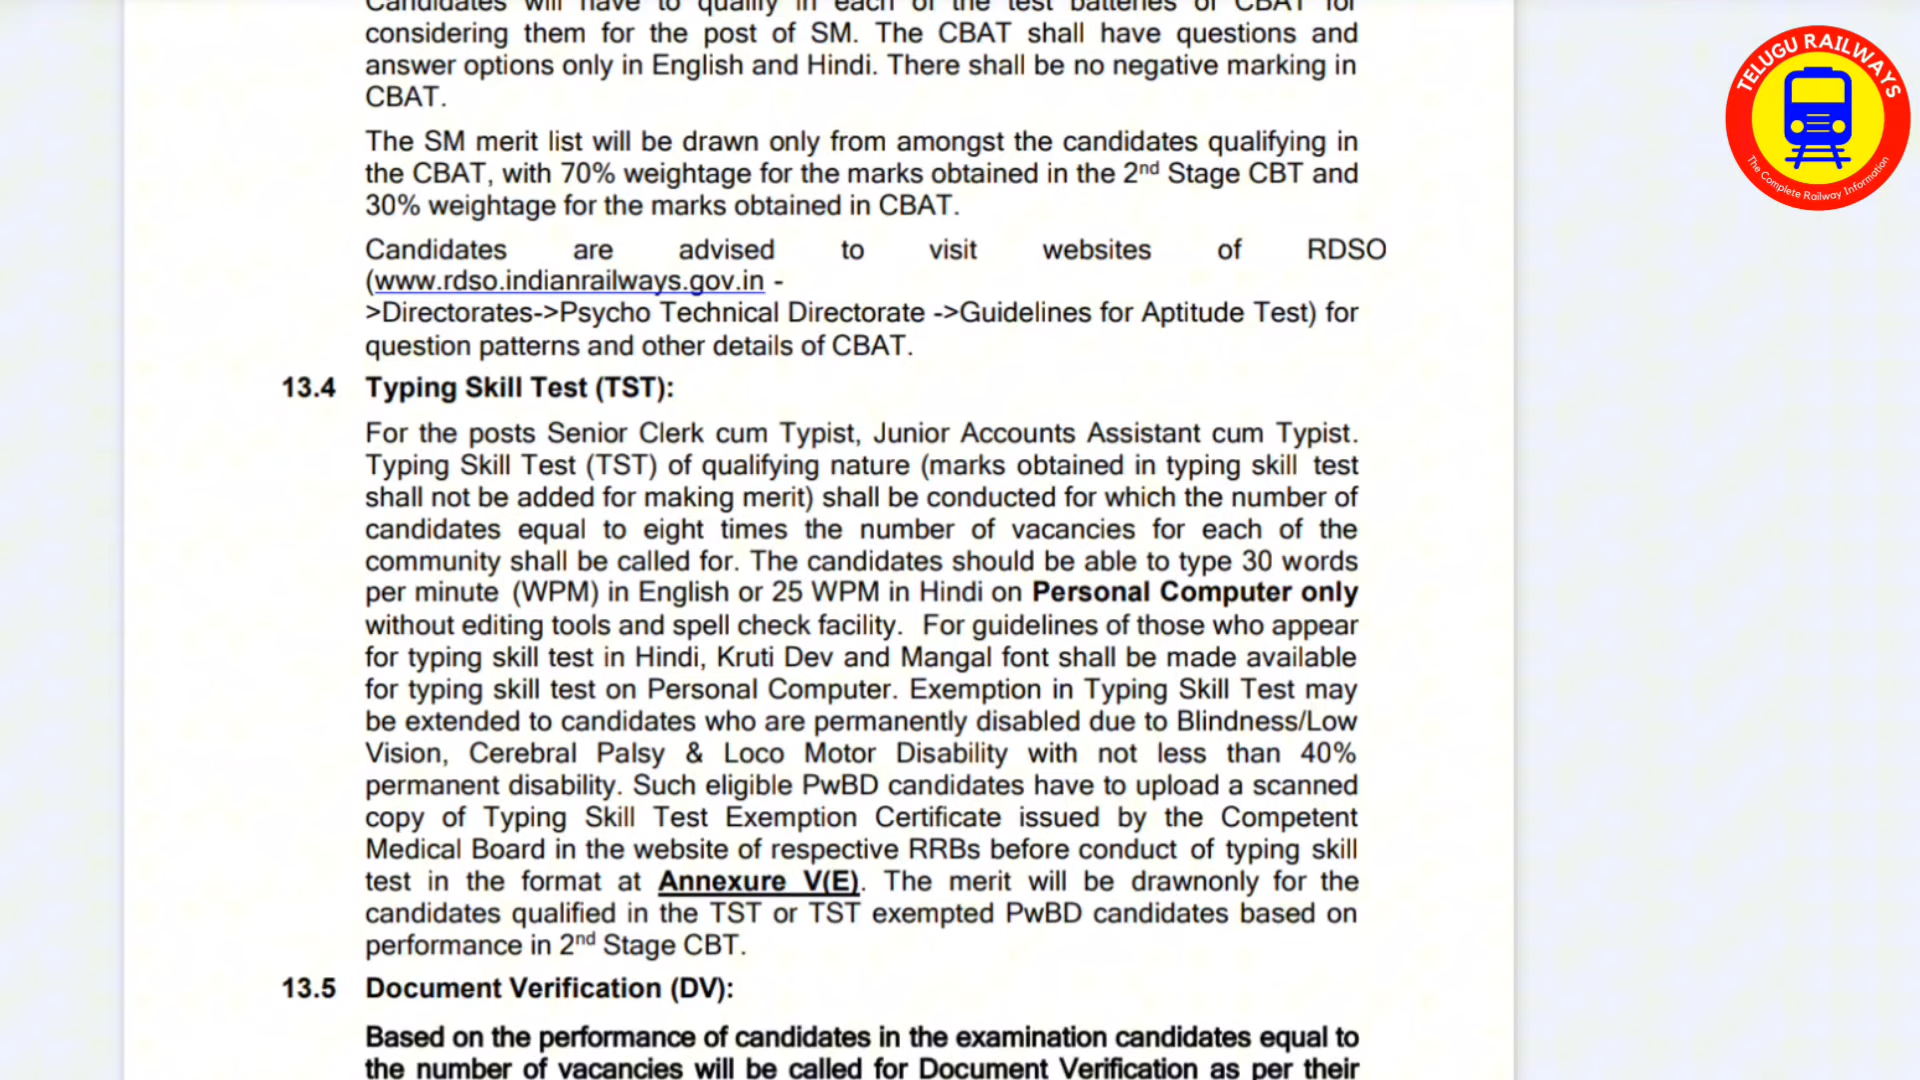 Candidates will have to qualify in each of the test batteries of CBAT for
considering them for the post of SM. The CBAT shall have questions and
answer options only in English and Hindi. There shall be no negative marking in
CBAT.
The SM merit list will be drawn only from amongst the candidates qualifying in
the CBAT, with 70% weightage for the marks obtained in the 2nd Stage CBT and
30% weightage for the marks obtained in CBAT.
Candidates are advised to visit websites of RDSO
(www.rdso.indianrailways.gov.in -
>Directorates->Psycho Technical Directorate ->Guidelines for Aptitude Test) for
question patterns and other details of CBAT.
13.4 Typing Skill Test (TST):
For the posts Senior Clerk cum Typist, Junior Accounts Assistant cum Typist.
Typing Skill Test (TST) of qualifying nature (marks obtained in typing skill test
shall not be added for making merit) shall be conducted for which the number of
candidates equal to eight times the number of vacancies for each of the
community shall be called for. The candidates should be able to type 30 words
per minute (WPM) in English or 25 WPM in Hindi on Personal Computer only
without editing tools and spell check facility. For guidelines of those who appear
for typing skill test in Hindi, Kruti Dev and Mangal font shall be made available
for typing skill test on Personal Computer. Exemption in Typing Skill Test may
be extended to candidates who are permanently disabled due to Blindness/Low
Vision, Cerebral Palsy & Loco Motor Disability with not less than 40%
permanent disability. Such eligible PwBD candidates have to upload a scanned
copy of Typing Skill Test Exemption Certificate issued by the Competent
Medical Board in the website of respective RRBs before conduct of typing skill
test in the format at Annexure V(E). The merit will be drawnonly for the
candidates qualified in the TST or TST exempted PwBD candidates based on
performance in 2nd Stage CBT.
13.5 Document Verification (DV):
Based on the performance of candidates in the examination candidates equal to
the number of vacancies will be called for Document Verification as per their
TELUGU RAILWAYS
The Complete Railway Information